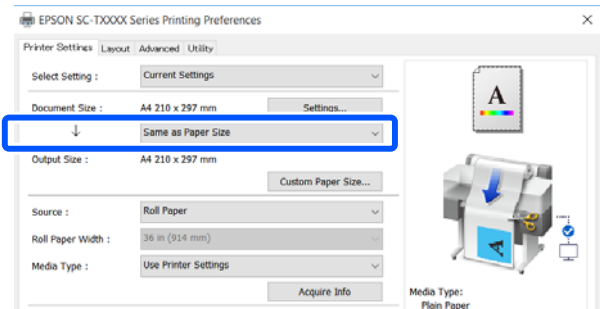 EPSON SC-TXXXX Series Printing Preferences
Printer Settings Layout Advanced Utility
Select Setting : Current Settings
Document Size : A4 210 x 297 mm Settings...
↓ Same as Paper Size
Output Size : A4 210 x 297 mm
Custom Paper Size...
Source : Roll Paper
Roll Paper Width : 36 in (914 mm)
Media Type : Use Printer Settings
Acquire Info
A
A
Media Type:
Plain Paper